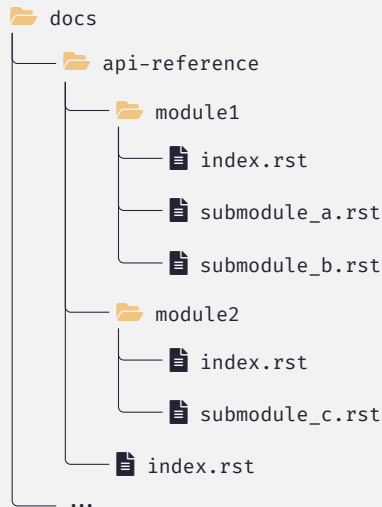 docs
api-reference
module1
index.rst
submodule_a.rst
submodule_b.rst
module2
index.rst
submodule_c.rst
index.rst
...